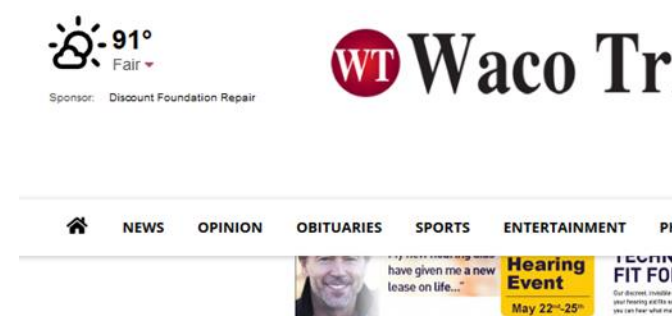 91°
Fair
Sponsor: Discount Foundation Repair
WT Waco Tr
NEWS OPINION OBITUARIES SPORTS ENTERTAINMENT
have given me a new
lease on life..."
Hearing
Event
May 22nd-25th
FIT FO